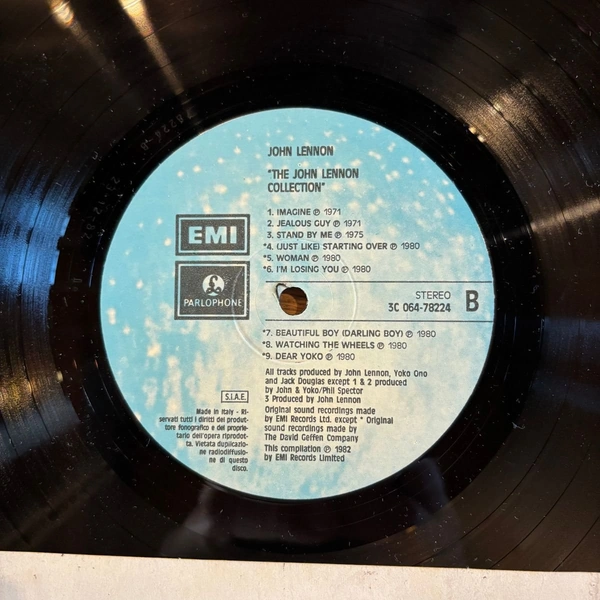 JOHN LENNON
"THE JOHN LENNON
COLLECTION"
1. IMAGINE ℗ 1971
2. JEALOUS GUY ℗ 1971
3. STAND BY ME ℗ 1975
*4. (JUST LIKE) STARTING OVER ℗ 1980
*5. WOMAN ℗ 1980
*6. I'M LOSING YOU ℗ 1980
EMI
PARLOPHONE
STEREO
3C 064-78224
B
*7. BEAUTIFUL BOY (DARLING BOY) ℗ 1980
*8. WATCHING THE WHEELS ℗ 1980
*9. DEAR YOKO ℗ 1980
All tracks produced by John Lennon, Yoko Ono
and Jack Douglas except 1 & 2 produced
by John & Yoko/Phil Spector
3 Produced by John Lennon
Original sound recordings made
by EMI Records Ltd. except * Original
sound recordings made by
The David Geffen Company
This compilation ℗ 1982
by EMI Records Limited
S.I.A.E.
Made in Italy - Ri-
servati tutti i diritti del produt-
tore fonografico e del proprie-
tario dell'opera riprodot-
ta. Vietata duplicazio-
ne radiodiffusio-
ne di questo
disco.